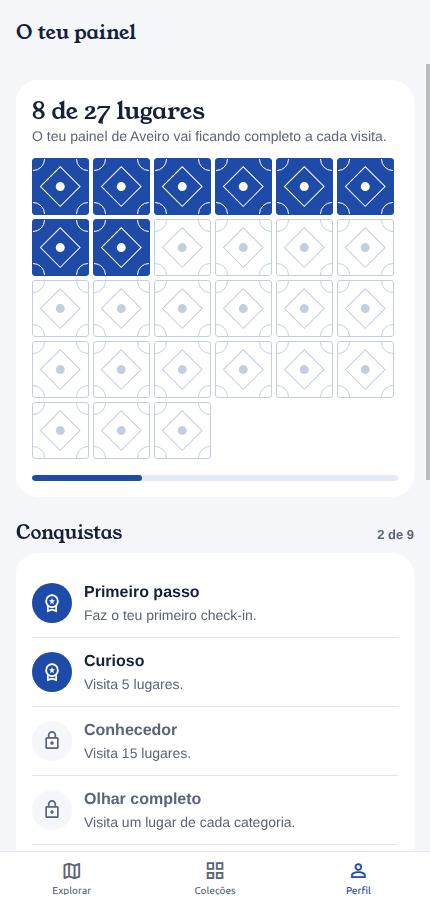 O teu painel
8 de 27 lugares
O teu painel de Aveiro vai ficando completo a cada visita.
Conquistas
2 de 9
Primeiro passo
Faz o teu primeiro check-in.
Curioso
Visita 5 lugares.
Conhecedor
Visita 15 lugares.
Olhar completo
Visita um lugar de cada categoria.
Explorar
Coleções
Perfil